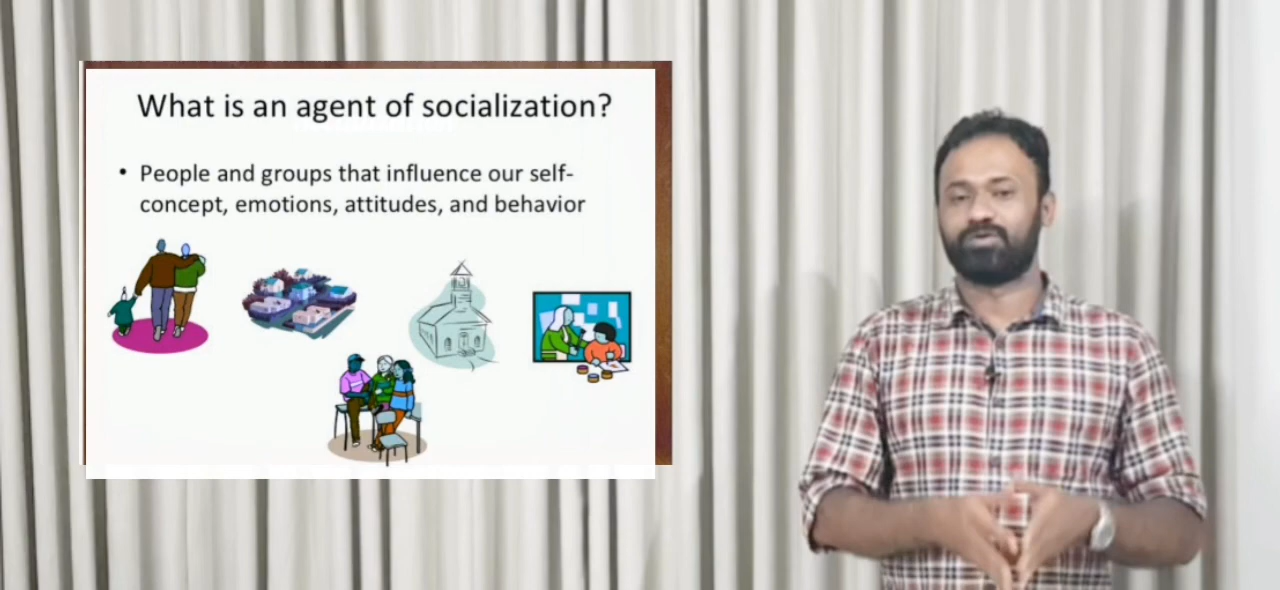 What is an agent of socialization?
• People and groups that influence our self-
concept, emotions, attitudes, and behavior